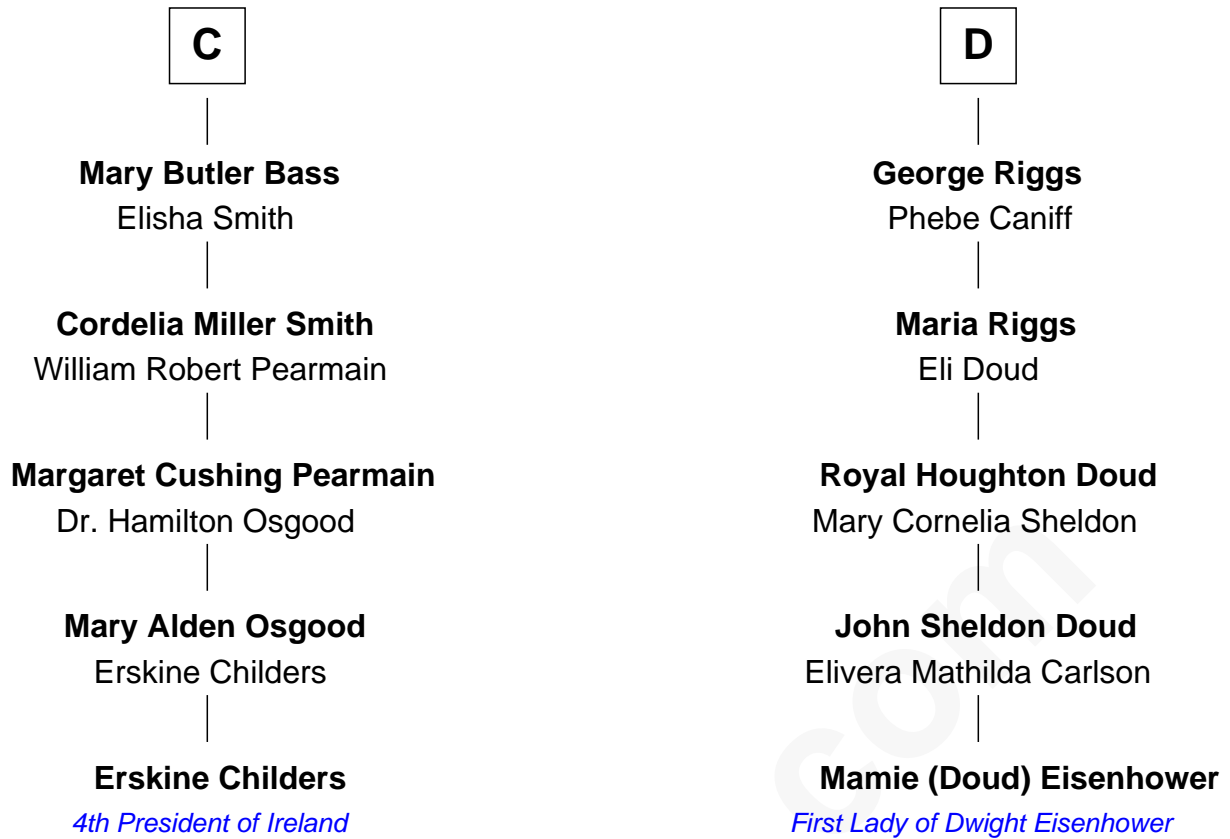 C
Mary Butler Bass
Elisha Smith
Cordelia Miller Smith
William Robert Pearmain
Margaret Cushing Pearmain
Dr. Hamilton Osgood
Mary Alden Osgood
Erskine Childers
Erskine Childers
4th President of Ireland
D
George Riggs
Phebe Caniff
Maria Riggs
Eli Doud
Royal Houghton Doud
Mary Cornelia Sheldon
John Sheldon Doud
Elivera Mathilda Carlson
Mamie (Doud) Eisenhower
First Lady of Dwight Eisenhower
com